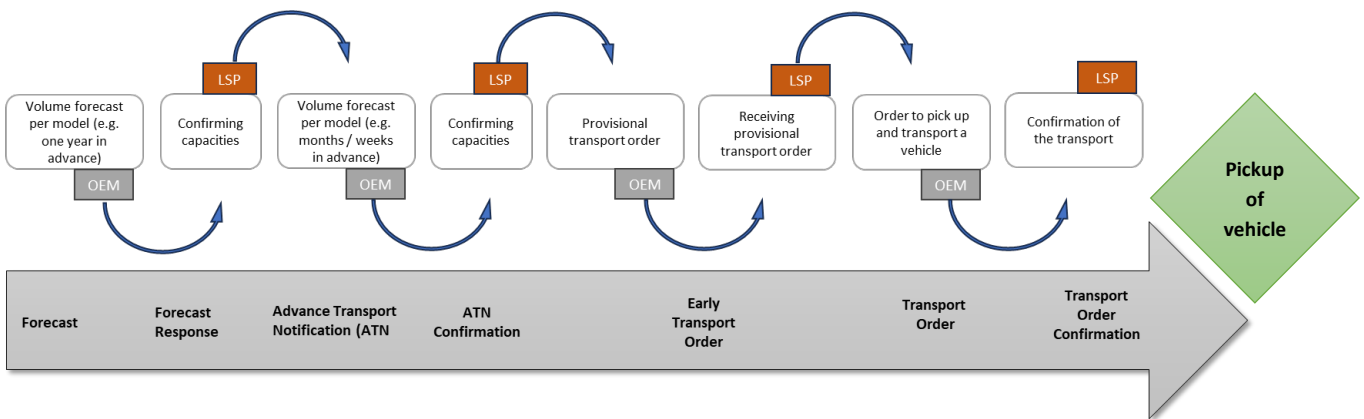 LSP
LSP
LSP
LSP
Volume forecast
per model (e.g.
one year in
advance)
OEM
Confirming
capacities
Volume forecast
per model (e.g.
months / weeks
in advance)
OEM
Confirming
capacities
Provisional
transport order
OEM
Receiving
provisional
transport order
Order to pick up
and transport a
vehicle
OEM
Confirmation of
the transport
Pickup
of
vehicle
Forecast
Forecast
Response
Advance Transport
Notification (ATN
ATN
Confirmation
Early
Transport
Order
Transport
Order
Transport
Order
Confirmation